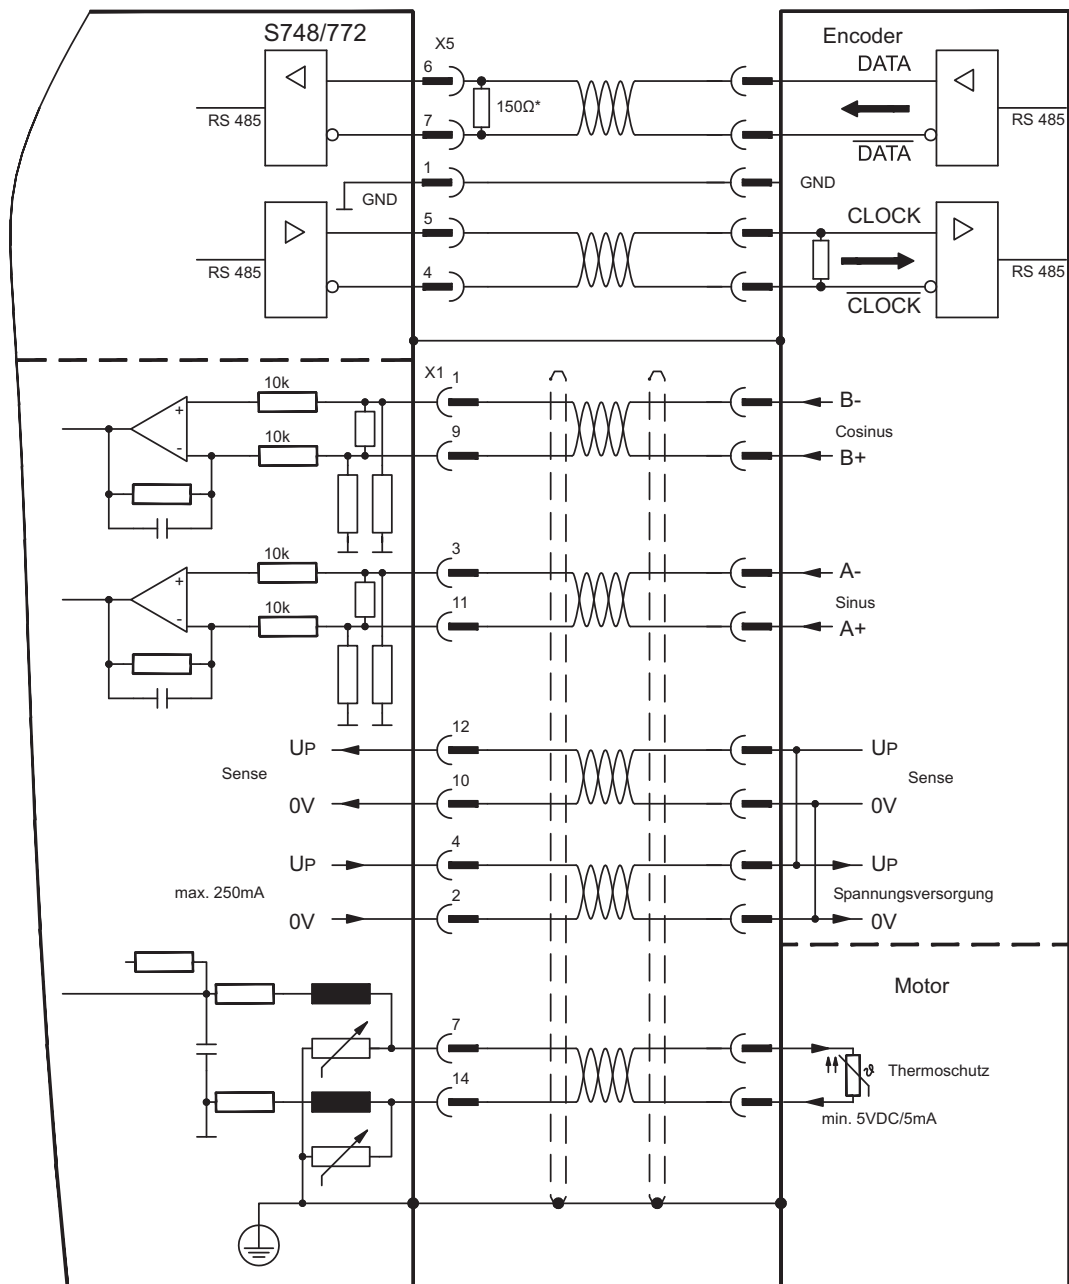 S748/772
X5
Encoder
6
DATA
RS 485
150Ω*
RS 485
7
DATA
1
GND
GND
5
CLOCK
RS 485
RS 485
4
CLOCK
X1
1
10k
+
B-
Cosinus
10k
9
-
B+
3
10k
+
A-
Sinus
10k
11
-
A+
12
UP
UP
Sense
Sense
10
0V
0V
4
UP
UP
max. 250mA
Spannungsversorgung
2
0V
0V
Motor
7
ϑ
Thermoschutz
14
min. 5VDC/5mA